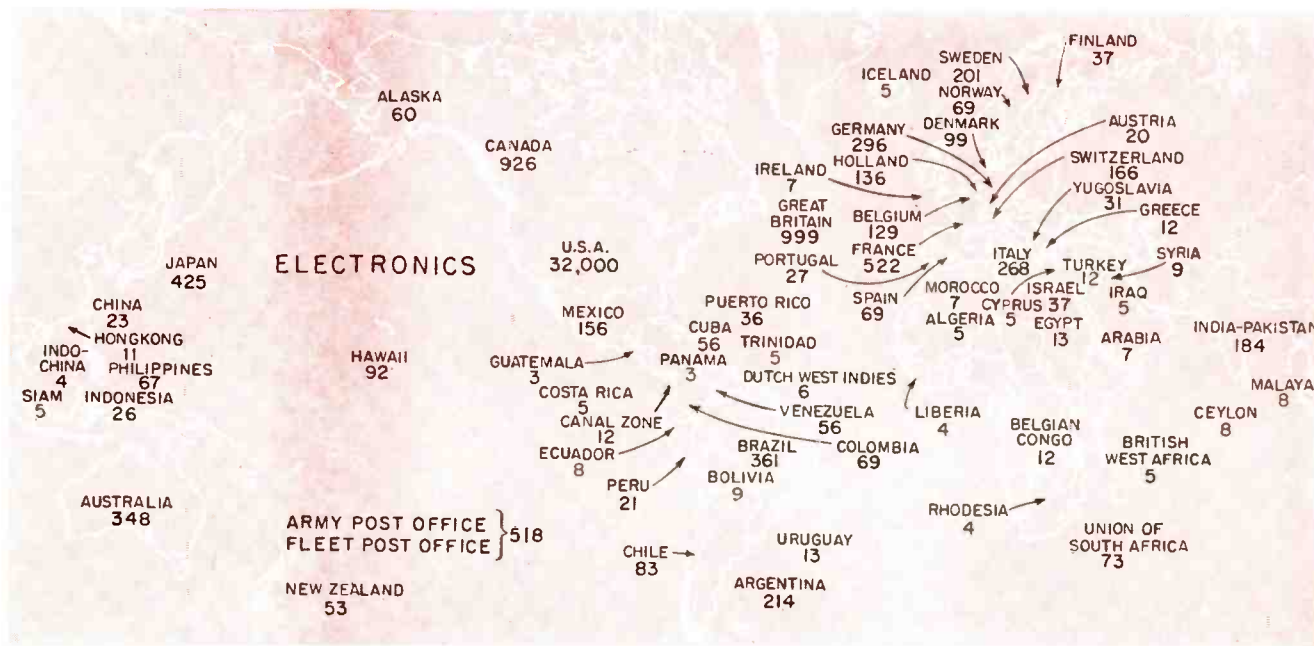 FINLAND
37
SWEDEN
201
ICELAND
5
NORWAY
69
ALASKA
60
GERMANY
296
DENMARK
99
AUSTRIA
20
CANADA
926
HOLLAND
136
SWITZERLAND
166
IRELAND
7
YUGOSLAVIA
31
GREAT
BRITAIN
999
BELGIUM
129
GREECE
12
U.S.A.
32,000
FRANCE
522
ITALY
268
SYRIA
9
JAPAN
425
ELECTRONICS
PORTUGAL
27
TURKEY
12
SPAIN
69
MOROCCO
7
ISRAEL
37
CYPRUS
5
IRAQ
5
CHINA
23
MEXICO
156
PUERTO RICO
36
ALGERIA
5
EGYPT
13
CUBA
56
TRINIDAD
5
ARABIA
7
INDIA-PAKISTAN
184
HONGKONG
11
INDO-
CHINA
4
PHILIPPINES
67
HAWAII
92
GUATEMALA
3
PANAMA
3
DUTCH WEST INDIES
6
SIAM
5
INDONESIA
26
COSTA RICA
5
MALAYA
8
CANAL ZONE
12
VENEZUELA
56
LIBERIA
4
CEYLON
8
BELGIAN
CONGO
12
ECUADOR
8
BRAZIL
361
COLOMBIA
69
BRITISH
WEST AFRICA
5
PERU
21
BOLIVIA
9
AUSTRALIA
348
RHODESIA
4
ARMY POST OFFICE
FLEET POST OFFICE
518
CHILE
83
URUGUAY
13
UNION OF
SOUTH AFRICA
73
NEW ZEALAND
53
ARGENTINA
214